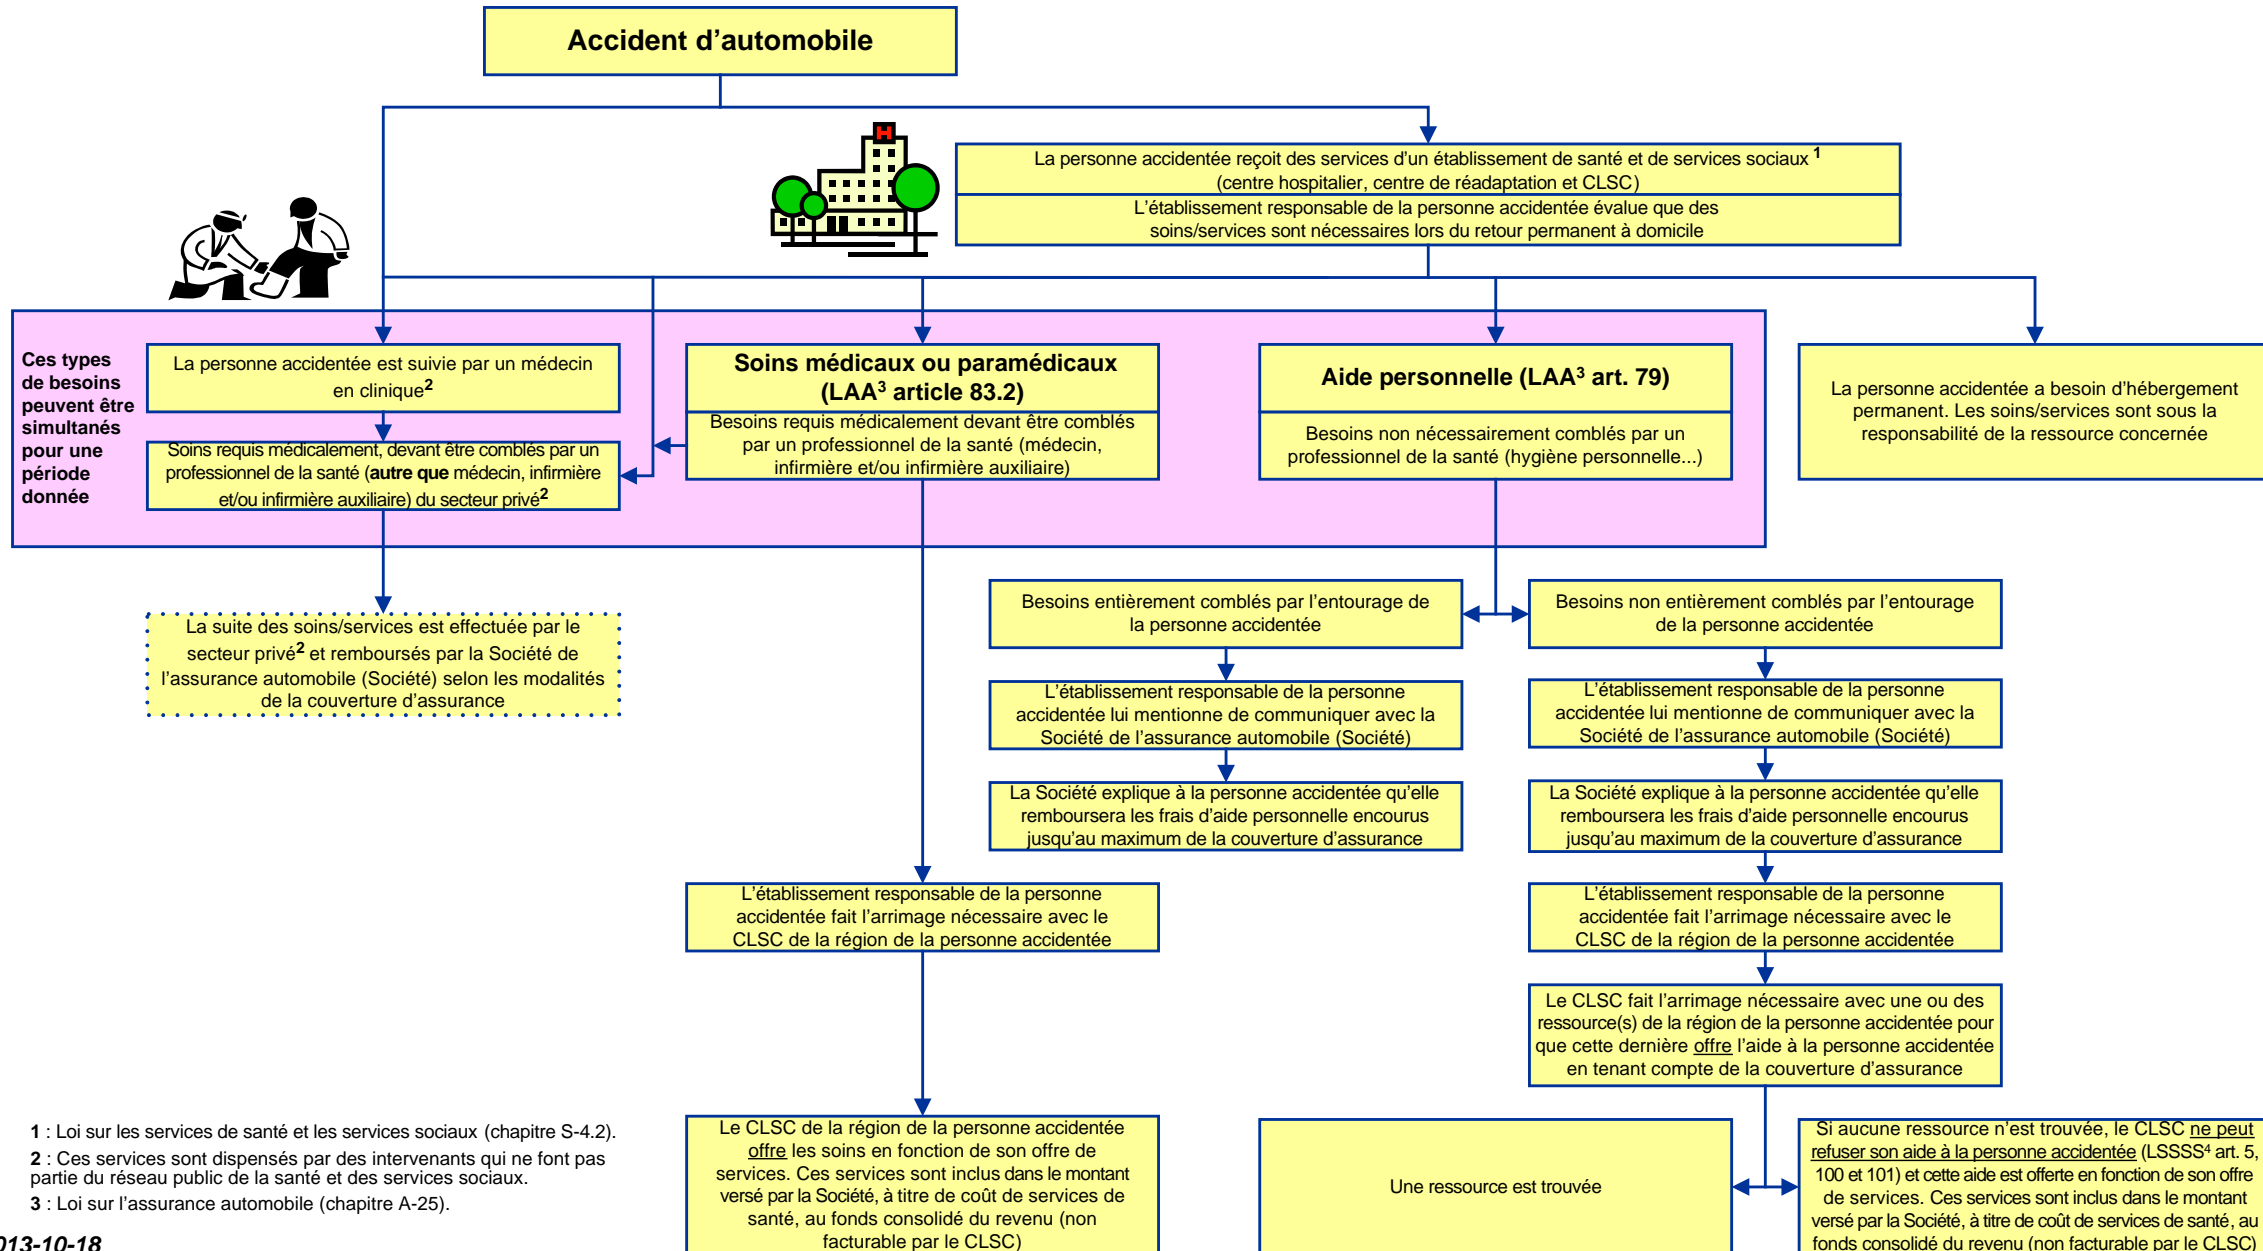 Accident d’automobile
H
La personne accidentée reçoit des services d’un établissement de santé et de services sociaux 1
(centre hospitalier, centre de réadaptation et CLSC)
L’établissement responsable de la personne accidentée évalue que des
soins/services sont nécessaires lors du retour permanent à domicile
Ces types
de besoins
peuvent être
simultanés
pour une
période
donnée
La personne accidentée est suivie par un médecin
en clinique2
Soins requis médicalement, devant être comblés par un
professionnel de la santé (autre que médecin, infirmière
et/ou infirmière auxiliaire) du secteur privé2
Soins médicaux ou paramédicaux
(LAA3 article 83.2)
Besoins requis médicalement devant être comblés
par un professionnel de la santé (médecin,
infirmière et/ou infirmière auxiliaire)
Aide personnelle (LAA3 art. 79)
Besoins non nécessairement comblés par un
professionnel de la santé (hygiène personnelle...)
La personne accidentée a besoin d’hébergement
permanent. Les soins/services sont sous la
responsabilité de la ressource concernée
La suite des soins/services est effectuée par le
secteur privé2 et remboursés par la Société de
l’assurance automobile (Société) selon les modalités
de la couverture d’assurance
Besoins entièrement comblés par l’entourage de
la personne accidentée
Besoins non entièrement comblés par l’entourage
de la personne accidentée
L’établissement responsable de la personne
accidentée lui mentionne de communiquer avec la
Société de l’assurance automobile (Société)
L’établissement responsable de la personne
accidentée lui mentionne de communiquer avec la
Société de l’assurance automobile (Société)
La Société explique à la personne accidentée qu’elle
remboursera les frais d’aide personnelle encourus
jusqu’au maximum de la couverture d’assurance
La Société explique à la personne accidentée qu’elle
remboursera les frais d’aide personnelle encourus
jusqu’au maximum de la couverture d’assurance
L’établissement responsable de la personne
accidentée fait l’arrimage nécessaire avec le
CLSC de la région de la personne accidentée
L’établissement responsable de la personne
accidentée fait l’arrimage nécessaire avec le
CLSC de la région de la personne accidentée
Le CLSC fait l’arrimage nécessaire avec une ou des
ressource(s) de la région de la personne accidentée pour
que cette dernière offre l’aide à la personne accidentée
en tenant compte de la couverture d’assurance
Le CLSC de la région de la personne accidentée
offre les soins en fonction de son offre de
services. Ces services sont inclus dans le montant
versé par la Société, à titre de coût de services de
santé, au fonds consolidé du revenu (non
facturable par le CLSC)
Une ressource est trouvée
Si aucune ressource n’est trouvée, le CLSC ne peut
refuser son aide à la personne accidentée (LSSSS4 art. 5,
100 et 101) et cette aide est offerte en fonction de son offre
de services. Ces services sont inclus dans le montant
versé par la Société, à titre de coût de services de santé, au
fonds consolidé du revenu (non facturable par le CLSC)
1 : Loi sur les services de santé et les services sociaux (chapitre S-4.2).
2 : Ces services sont dispensés par des intervenants qui ne font pas
partie du réseau public de la santé et des services sociaux.
3 : Loi sur l’assurance automobile (chapitre A-25).
013-10-18